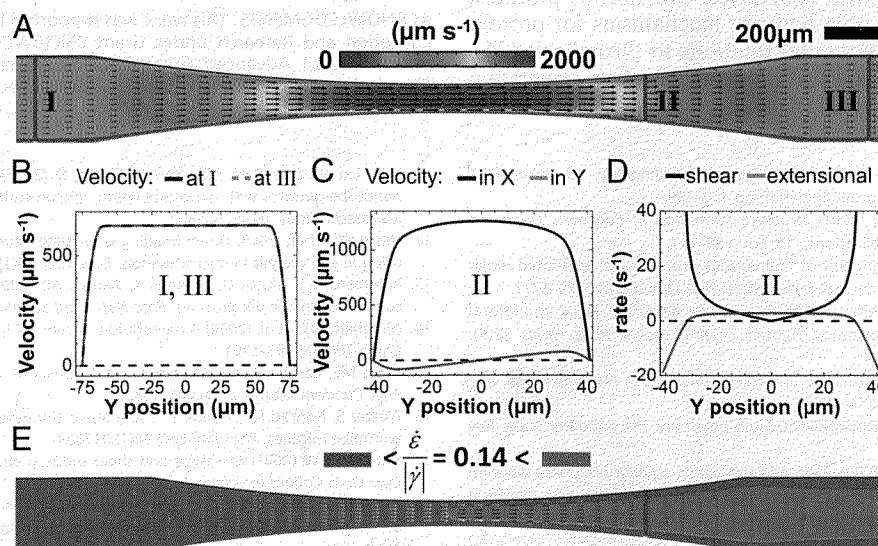 A
(μm s⁻¹)
0 2000
200μm
I
II
III
B
Velocity: at I at III
Velocity (μm s⁻¹)
500
0
I, III
-75 -50 -25 0 25 50 75
Y position (μm)
C
Velocity: in X in Y
Velocity (μm s⁻¹)
1000
500
0
II
-40 -20 0 20 40
Y position (μm)
D
shear extensional
rate (s⁻¹)
40
20
0
-20
II
-40 -20 0 20 40
Y position (μm)
E
< ε̇/|γ̇| = 0.14 <